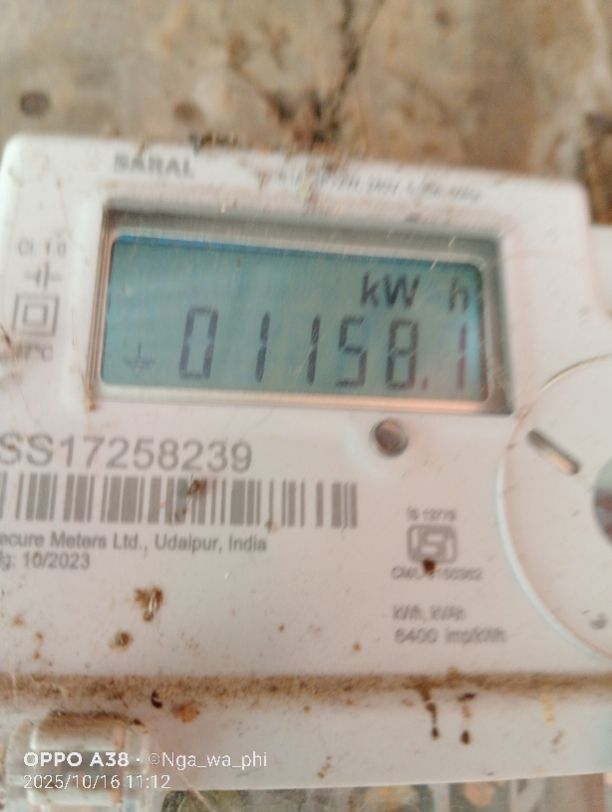 SARAL
Cl. 1.0
kW h
01158.1
SS17258239
ecure Meters Ltd., Udaipur, India
fg: 10/2023
IS 13779
kWh, kVAh
6400 imp/kWh
OPPO A38 · ©Nga_wa_phi
2025/10/16 11:12